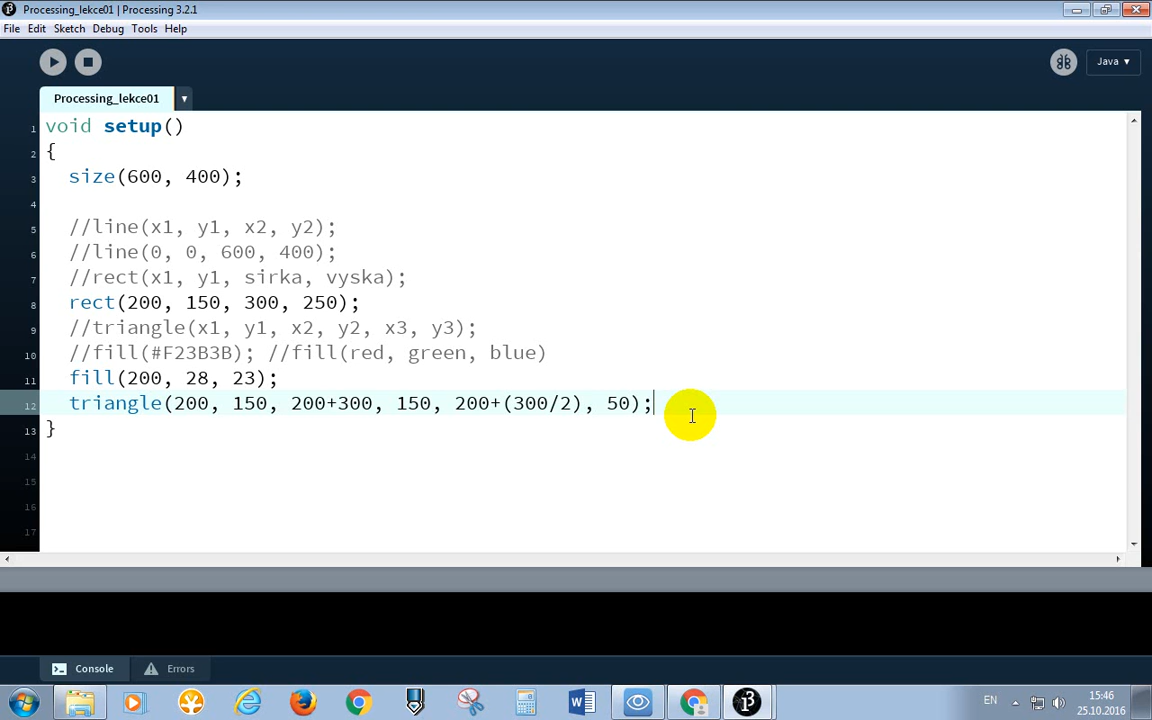 Processing_lekce01 | Processing 3.2.1
File Edit Sketch Debug Tools Help
Java ▾
Processing_lekce01 ▾
1 void setup()
2 {
3 size(600, 400);
4
5 //line(x1, y1, x2, y2);
6 //line(0, 0, 600, 400);
7 //rect(x1, y1, sirka, vyska);
8 rect(200, 150, 300, 250);
9 //triangle(x1, y1, x2, y2, x3, y3);
10 //fill(#F23B3B); //fill(red, green, blue)
11 fill(200, 28, 23);
12 triangle(200, 150, 200+300, 150, 200+(300/2), 50);
13 }
14
15
16
17
Console Errors
EN 15:46
25.10.2016